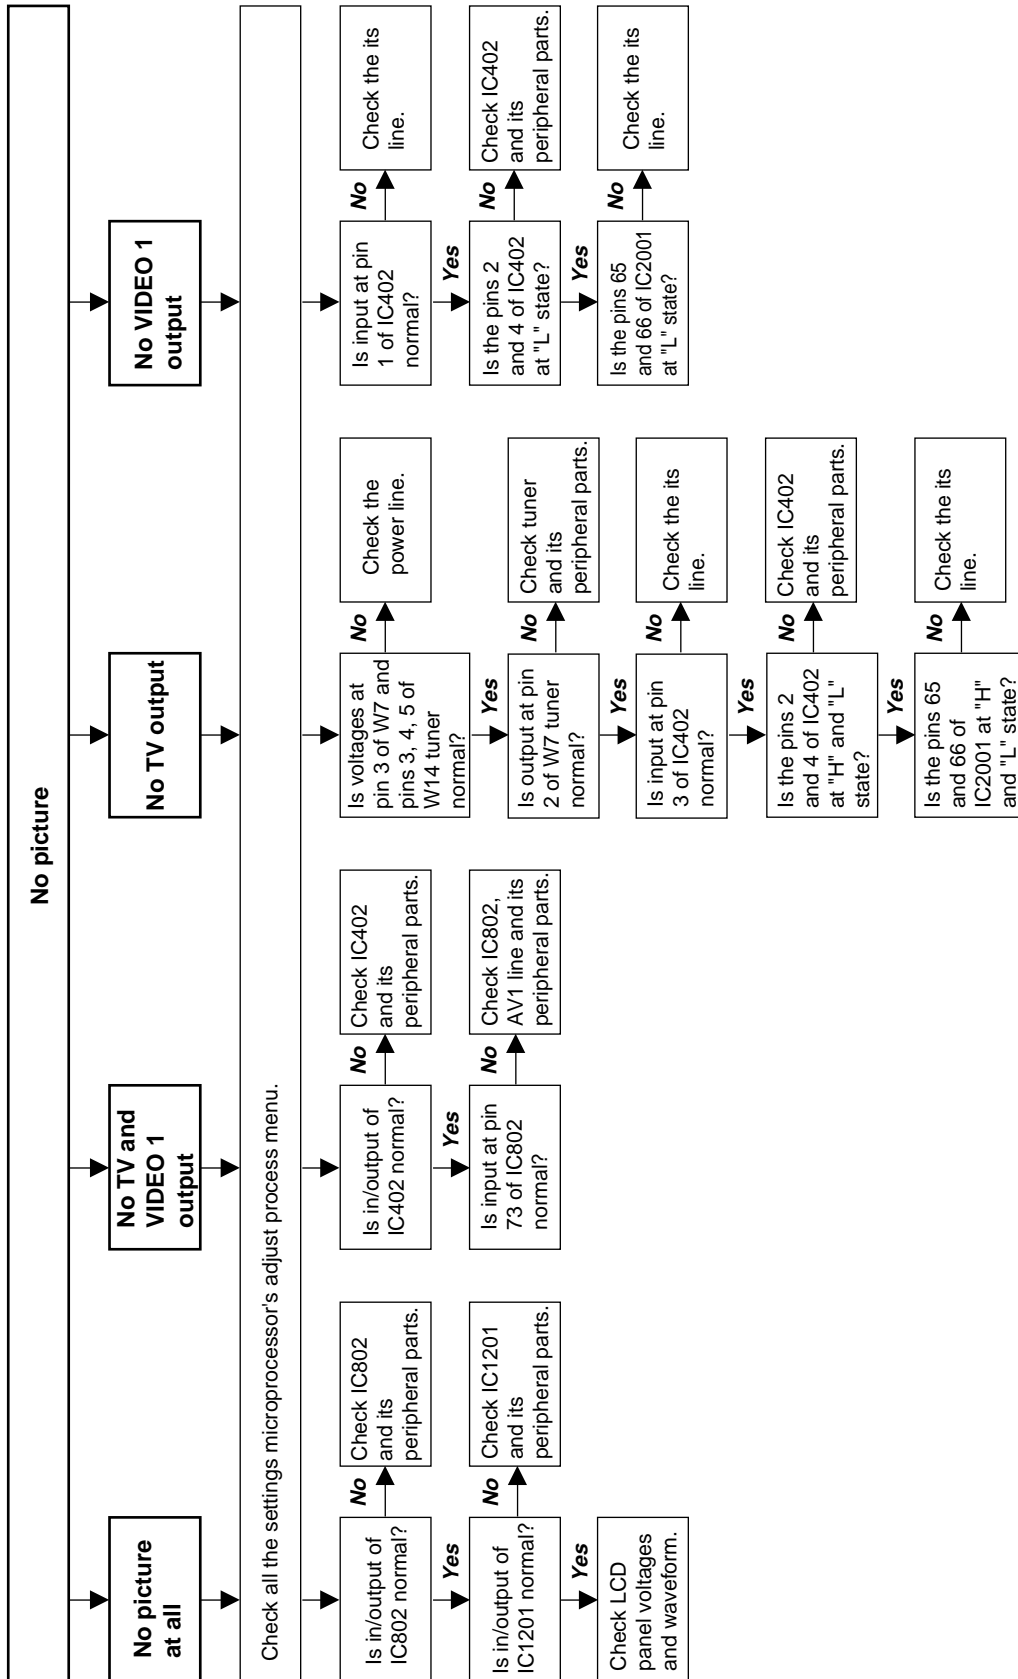 No picture
No picture
at all
No TV and
VIDEO 1
output
No TV output
No VIDEO 1
output
Check all the settings microprocessor's adjust process menu.
Is in/output of
IC802 normal?
No
Check IC802
and its
peripheral parts.
Yes
Is in/output of
IC1201 normal?
No
Check IC1201
and its
peripheral parts.
Yes
Check LCD
panel voltages
and waveform.
Is in/output of
IC402 normal?
No
Check IC402
and its
peripheral parts.
Yes
Is input at pin
73 of IC802
normal?
No
Check IC802,
AV1 line and its
peripheral parts.
Is voltages at
pin 3 of W7 and
pins 3, 4, 5 of
W14 tuner
normal?
No
Check the
power line.
Yes
Is output at pin
2 of W7 tuner
normal?
No
Check tuner
and its
peripheral parts.
Yes
Is input at pin
3 of IC402
normal?
No
Check the its
line.
Yes
Is the pins 2
and 4 of IC402
at "H" and "L"
state?
No
Check IC402
and its
peripheral parts.
Yes
Is the pins 65
and 66 of
IC2001 at "H"
and "L" state?
No
Check the its
line.
Is input at pin
1 of IC402
normal?
No
Check the its
line.
Yes
Is the pins 2
and 4 of IC402
at "L" state?
No
Check IC402
and its
peripheral parts.
Yes
Is the pins 65
and 66 of IC2001
at "L" state?
No
Check the its
line.